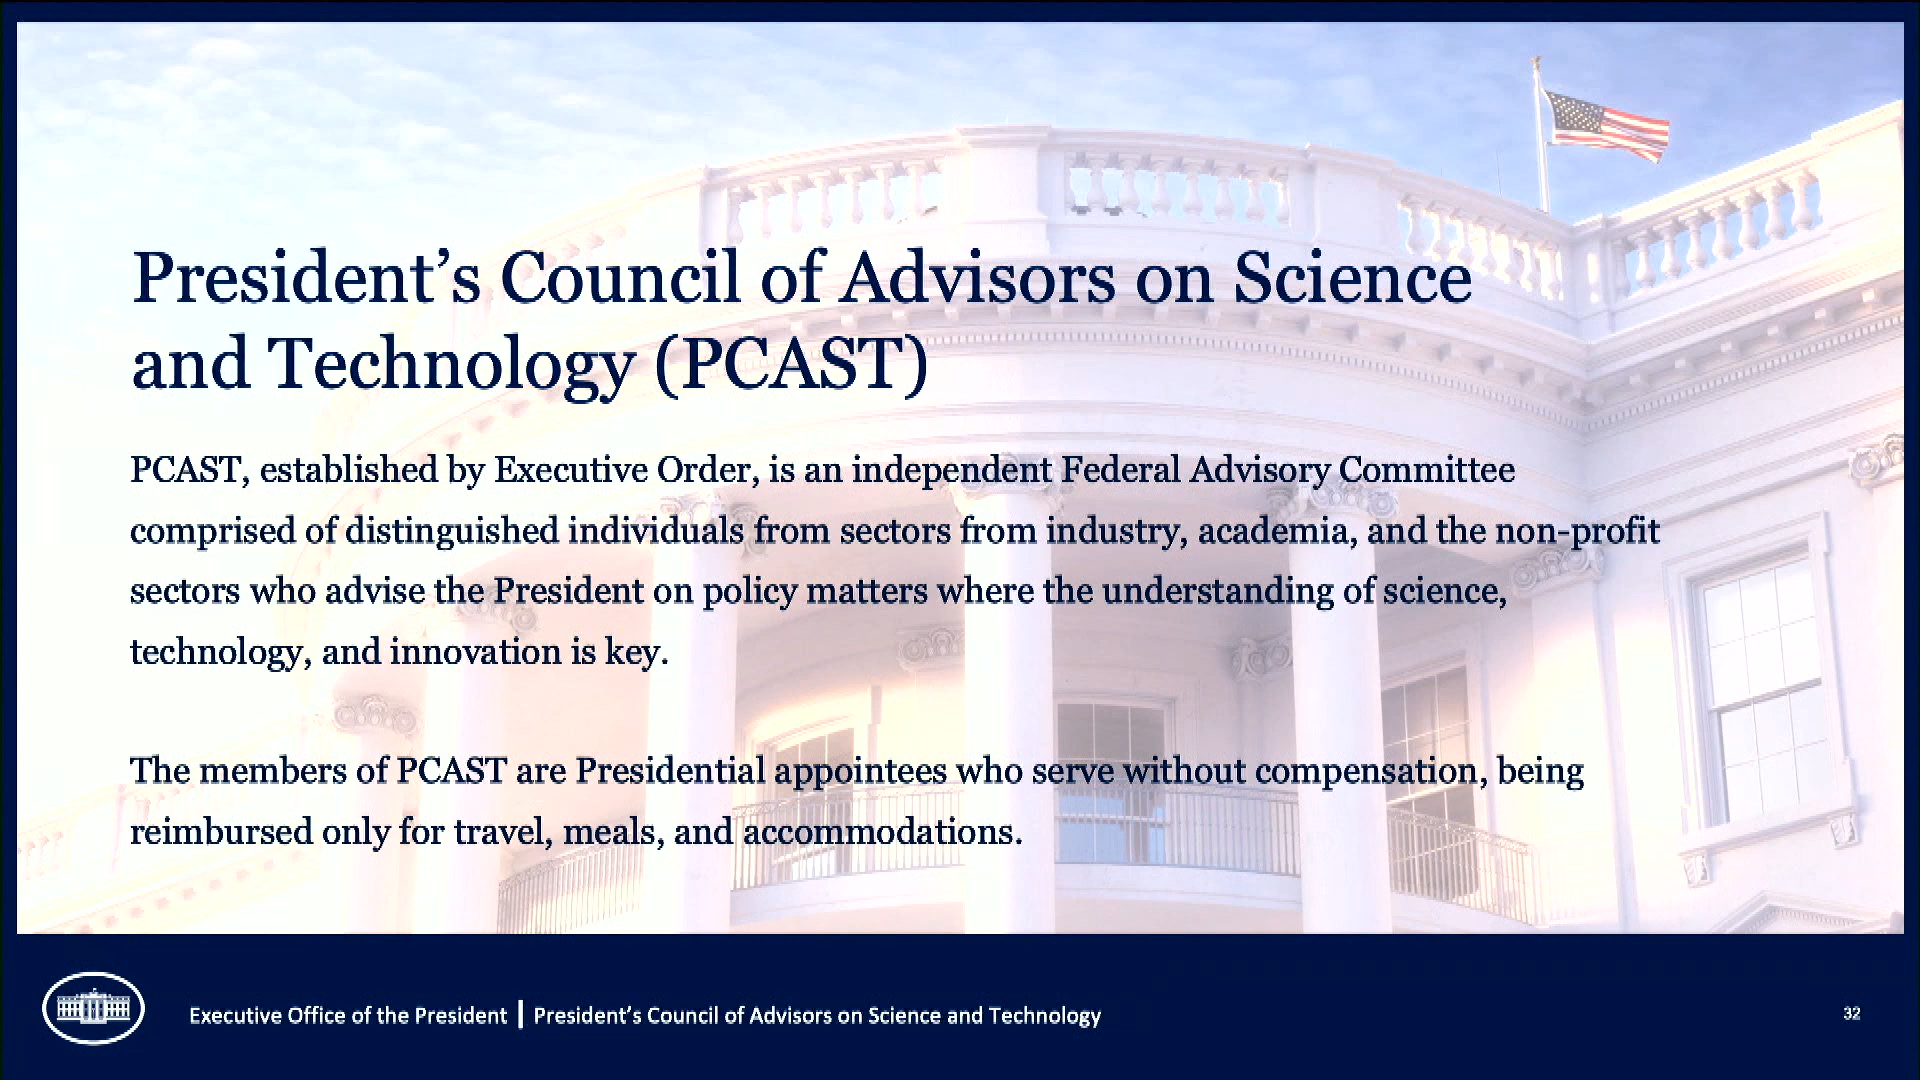 President’s Council of Advisors on Science
and Technology (PCAST)
PCAST, established by Executive Order, is an independent Federal Advisory Committee
comprised of distinguished individuals from sectors from industry, academia, and the non-profit
sectors who advise the President on policy matters where the understanding of science,
technology, and innovation is key.
The members of PCAST are Presidential appointees who serve without compensation, being
reimbursed only for travel, meals, and accommodations.
Executive Office of the President | President’s Council of Advisors on Science and Technology
32